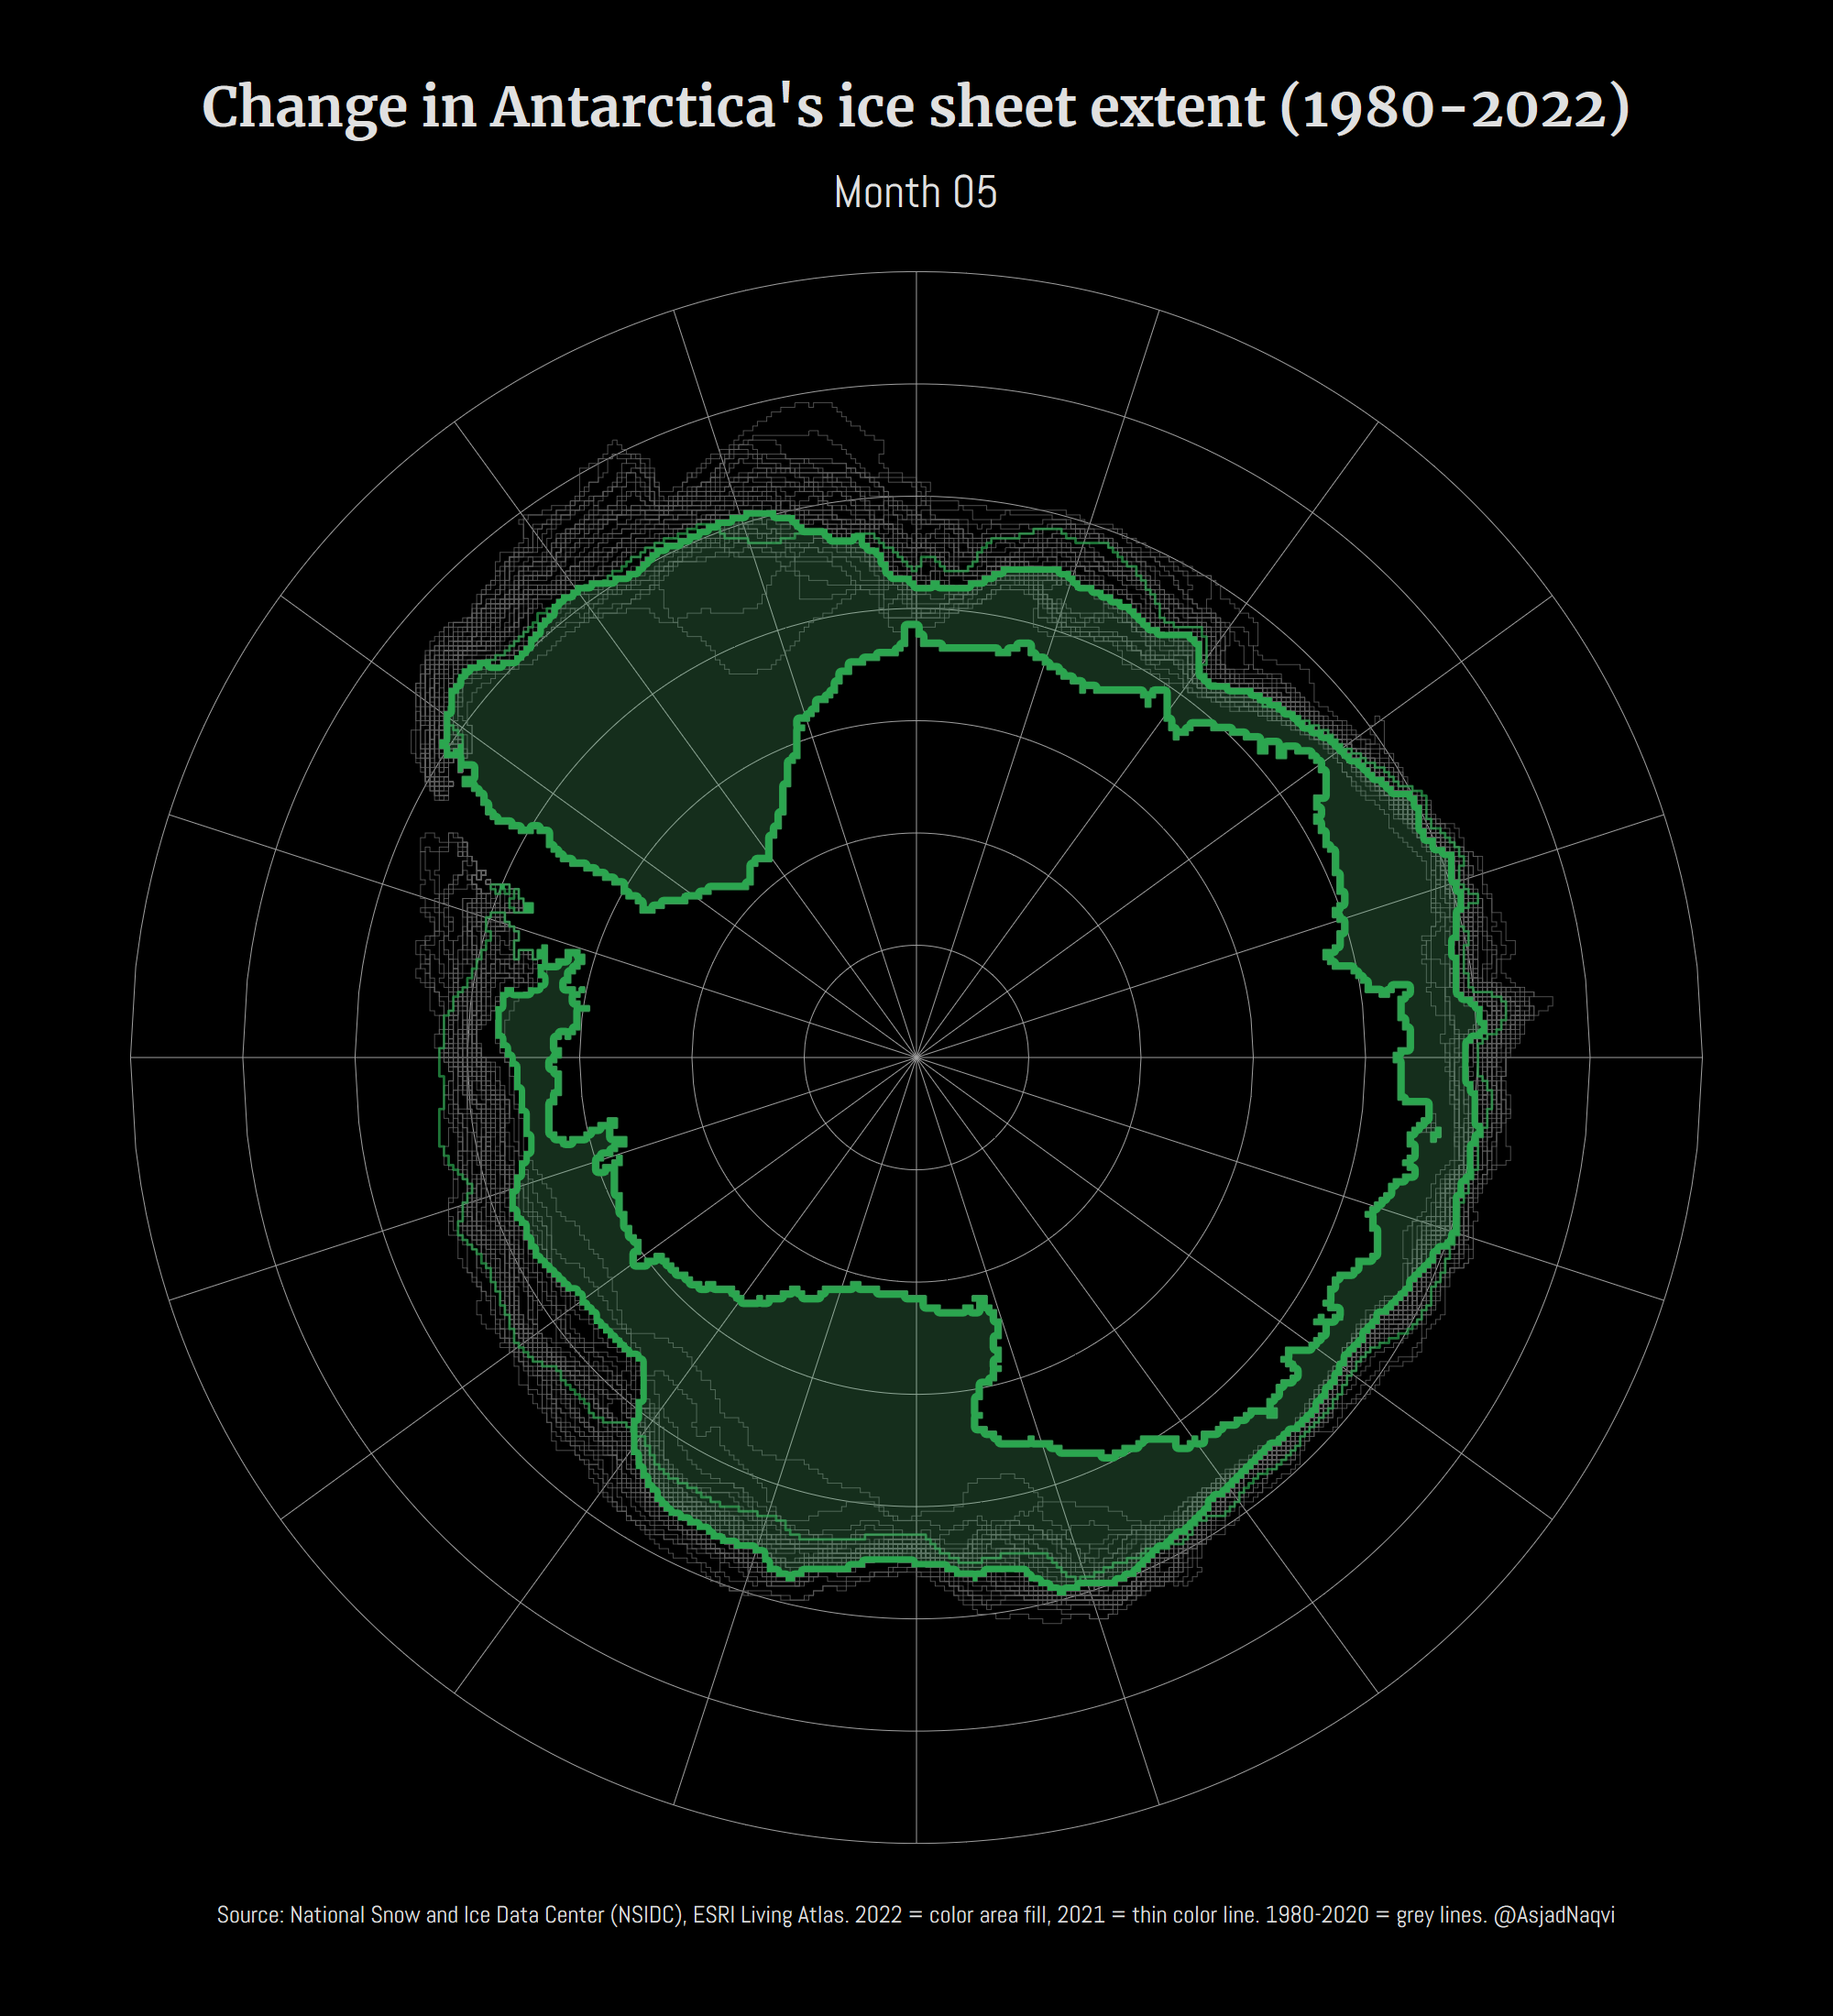 Change in Antarctica's ice sheet extent (1980-2022)
Month 05
Source: National Snow and Ice Data Center (NSIDC), ESRI Living Atlas. 2022 = color area fill, 2021 = thin color line. 1980-2020 = grey lines. @AsjadNaqvi